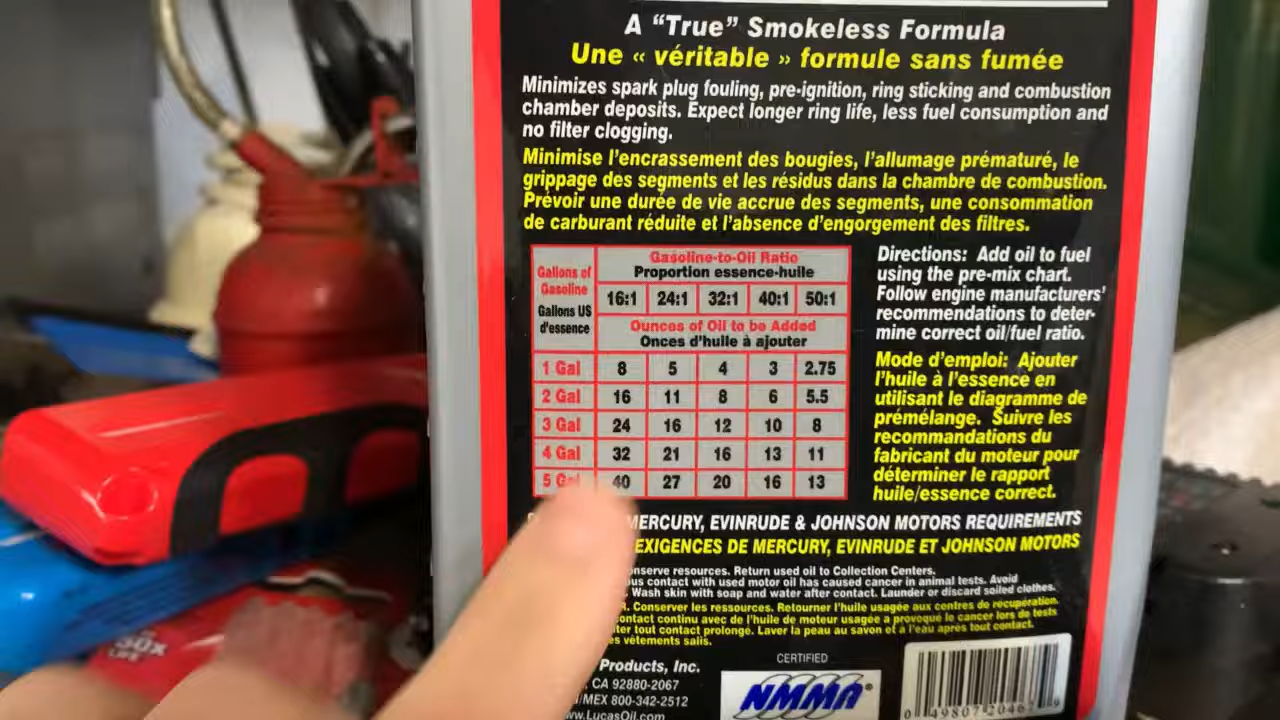 A “True” Smokeless Formula
Une « véritable » formule sans fumée
Minimizes spark plug fouling, pre-ignition, ring sticking and combustion
chamber deposits. Expect longer ring life, less fuel consumption and
no filter clogging.
Minimise l’encrassement des bougies, l’allumage prématuré, le
grippage des segments et les résidus dans la chambre de combustion.
Prévoir une durée de vie accrue des segments, une consommation
de carburant réduite et l’absence d’engorgement des filtres.
Gallons of
Gasoline
Gallons US
d’essence
Gasoline-to-Oil Ratio
Proportion essence-huile
16:1 24:1 32:1 40:1 50:1
Ounces of Oil to be Added
Onces d’huile à ajouter
1 Gal 8 5 4 3 2.75
2 Gal 16 11 8 6 5.5
3 Gal 24 16 12 10 8
4 Gal 32 21 16 13 11
5 40 27 20 16 13
Directions: Add oil to fuel
using the pre-mix chart.
Follow engine manufacturers’
recommendations to deter-
mine correct oil/fuel ratio.
Mode d’emploi: Ajouter
l’huile à l’essence en
utilisant le diagramme de
prémélange. Suivre les
recommandations du
fabricant du moteur pour
déterminer le rapport
huile/essence correct.
MERCURY, EVINRUDE & JOHNSON MOTORS REQUIREMENTS
EXIGENCES DE MERCURY, EVINRUDE ET JOHNSON MOTORS
resources. Return used oil to Collection Centers.
contact with used motor oil has caused cancer in animal tests. Avoid
Wash skin with soap and water after contact. Launder or discard soiled clothes.
Conserver les ressources. Retourner l’huile usagée aux centres de récupération.
continu avec de l’huile de moteur usagée a provoqué le cancer lors de tests
tout contact prolongé. Laver la peau au savon et à l’eau après tout contact.
vêtements salis.
Products, Inc.
CA 92880-2067
/MEX 800-342-2512
www.LucasOil.com
CERTIFIED
NMMA®
LIFE